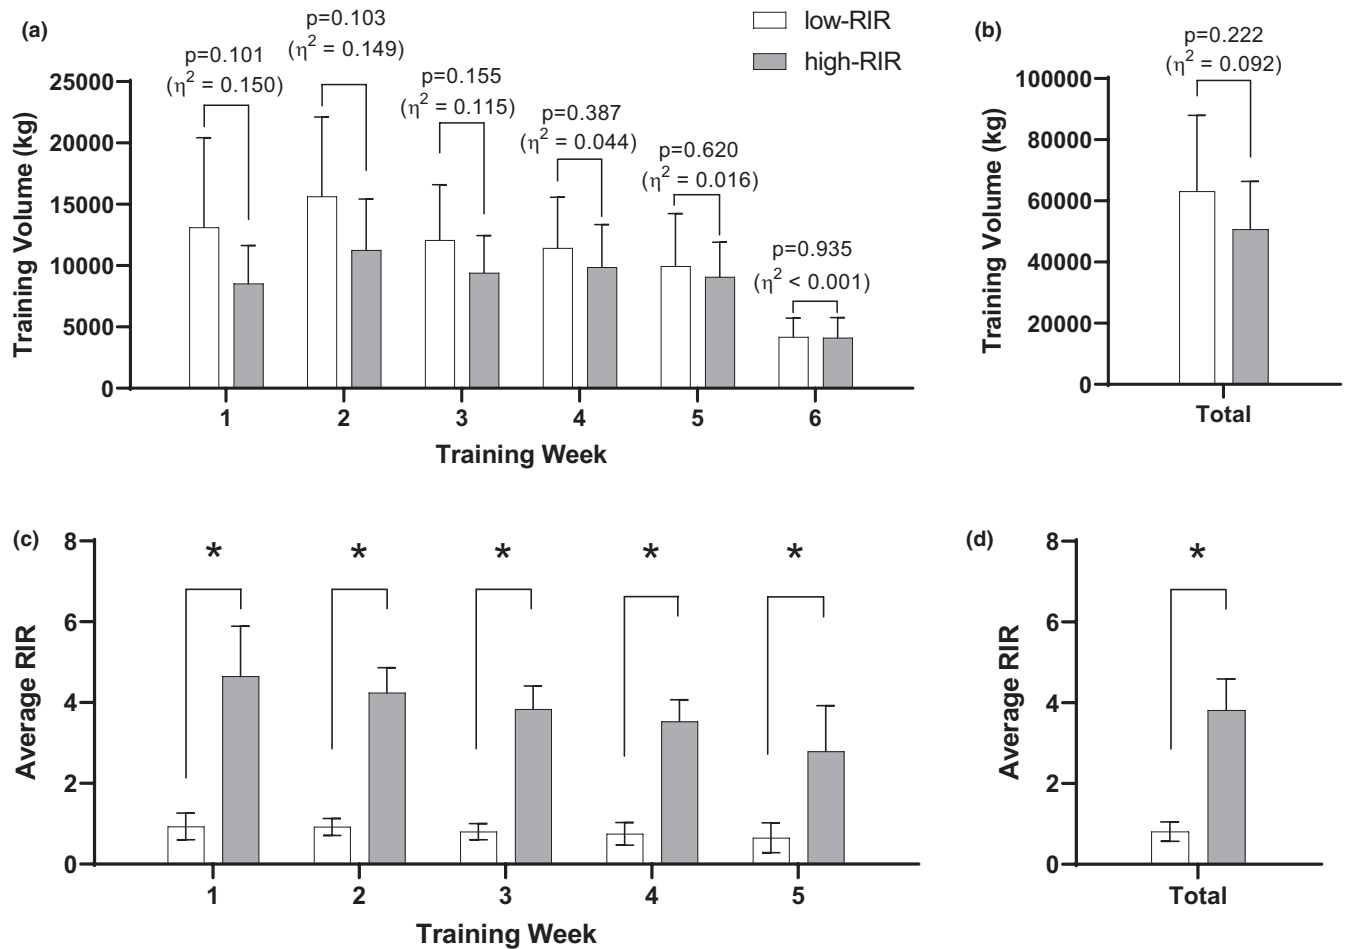 (a)
p=0.101
(η2 = 0.150)
p=0.103
(η2 = 0.149)
p=0.155
(η2 = 0.115)
p=0.387
(η2 = 0.044)
p=0.620
(η2 = 0.016)
p=0.935
(η2 < 0.001)
low-RIR
high-RIR
25000
20000
15000
10000
5000
0
Training Volume (kg)
1 2 3 4 5 6
Training Week
(b)
p=0.222
(η2 = 0.092)
100000
80000
60000
40000
20000
0
Training Volume (kg)
Total
(c)
8
6
4
2
0
Average RIR
* * * * *
1 2 3 4 5
Training Week
(d)
8
6
4
2
0
Average RIR
*
Total